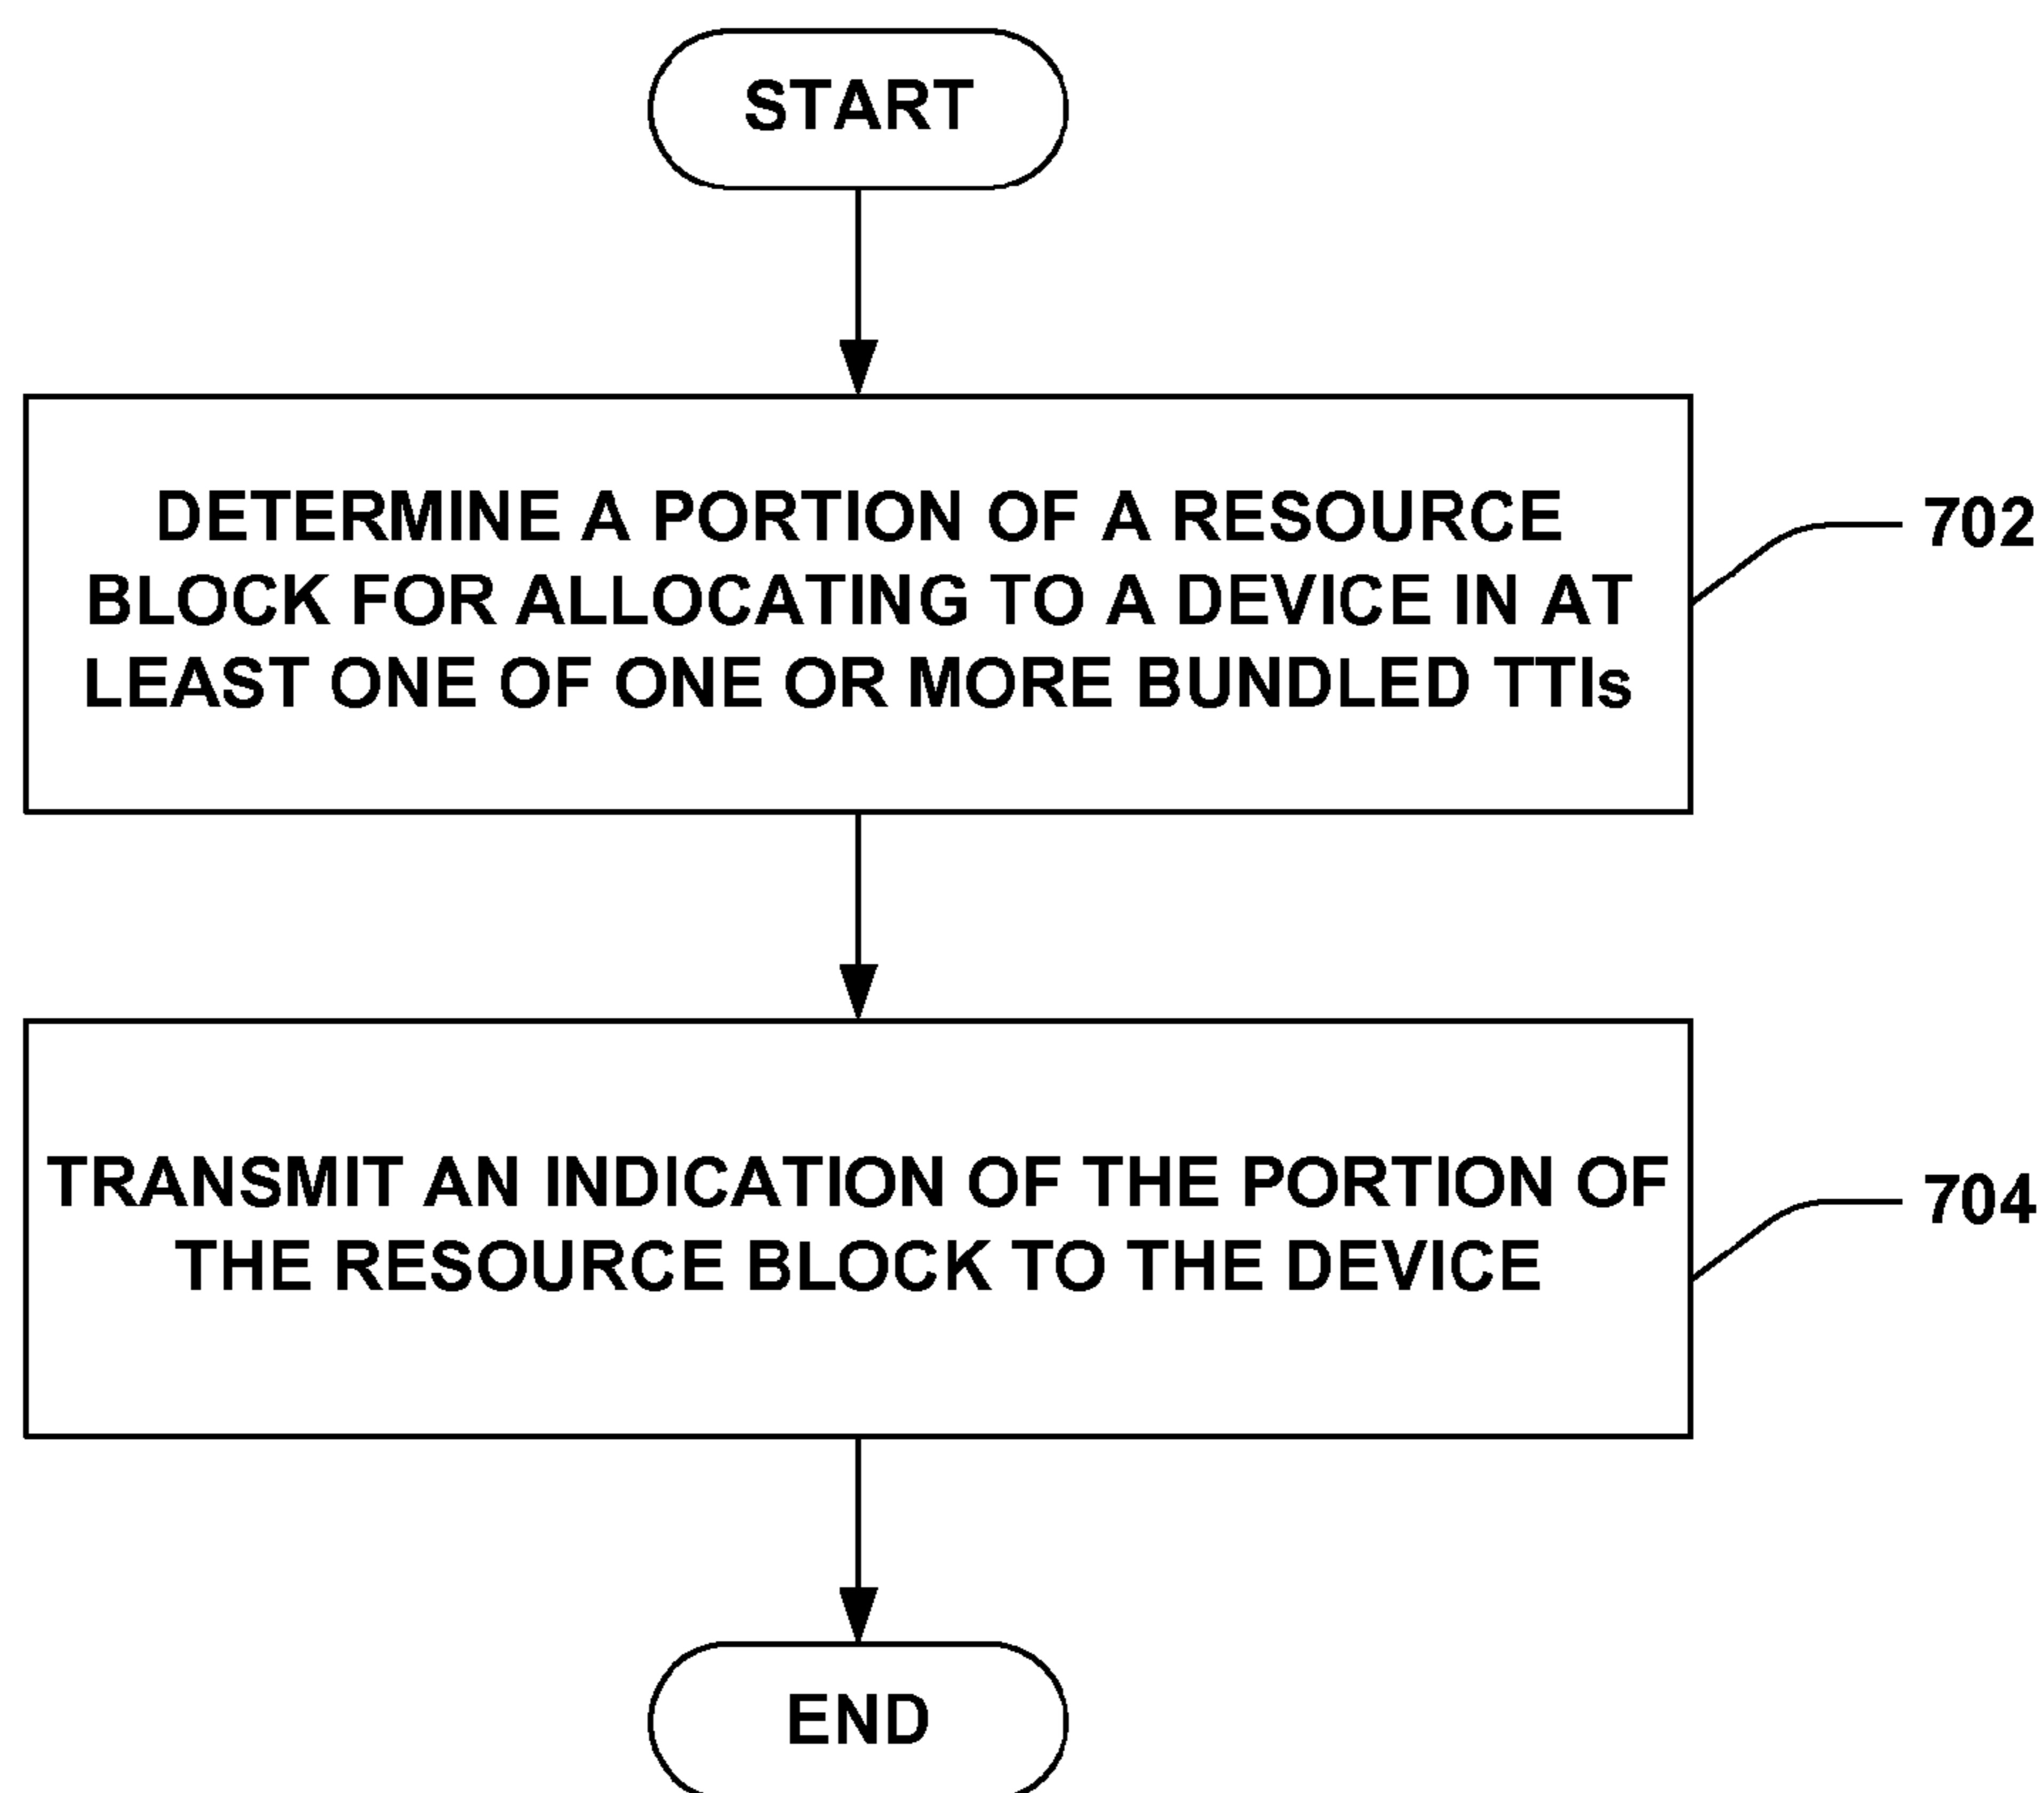 START
DETERMINE A PORTION OF A RESOURCE
BLOCK FOR ALLOCATING TO A DEVICE IN AT
LEAST ONE OF ONE OR MORE BUNDLED TTIs
702
TRANSMIT AN INDICATION OF THE PORTION OF
THE RESOURCE BLOCK TO THE DEVICE
704
END